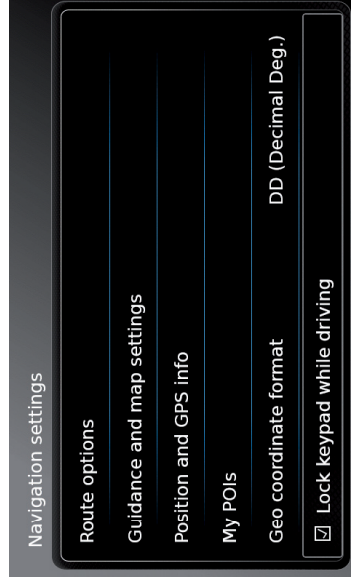 Navigation settings
Route options
Guidance and map settings
Position and GPS info
My POIs
Geo coordinate format DD (Decimal Deg.)
Lock keypad while driving